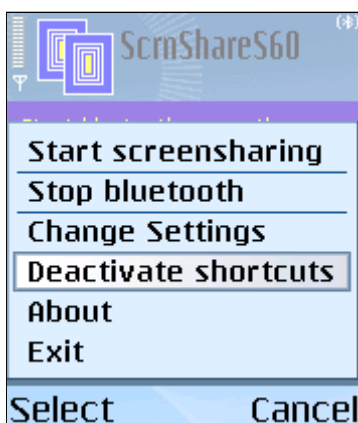 ScrnShareS60
Start screensharing
Stop bluetooth
Change Settings
Deactivate shortcuts
About
Exit
Select Cancel